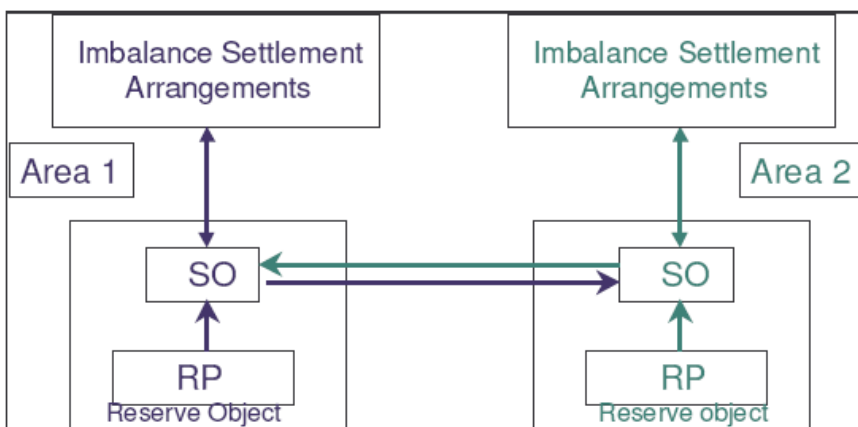 Imbalance Settlement
Arrangements
Imbalance Settlement
Arrangements
Area 1
Area 2
SO
SO
RP
Reserve Object
RP
Reserve object